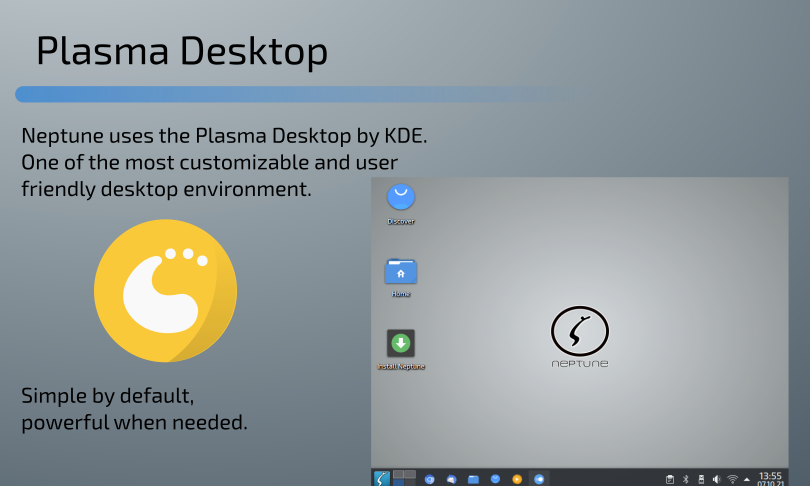 Plasma Desktop
Neptune uses the Plasma Desktop by KDE.
One of the most customizable and user
friendly desktop environment.
Discover
Home
Install Neptune
NEPTUNE
Simple by default,
powerful when needed.
13:55
07.10.21